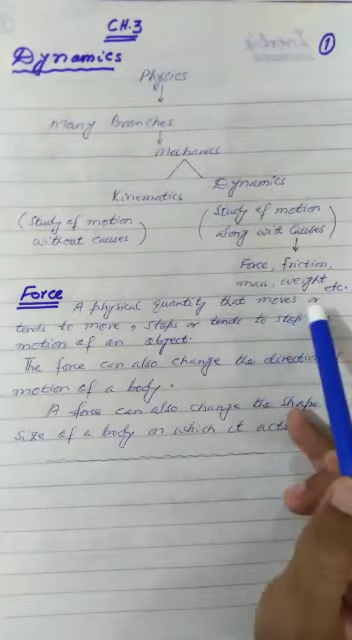 CH.3
Dynamics
1
Physics
Many Branches
Mechanics
Kinematics
Dynamics
(Study of motion
without causes)
(Study of motion
along with causes)
Force, friction,
mass, weight etc.
Force
A physical quantity that moves or
tends to move, stops or tends to stop
motion of an object.
The force can also change the direction
motion of a body.
A force can also change the shape
size of a body on which it acts